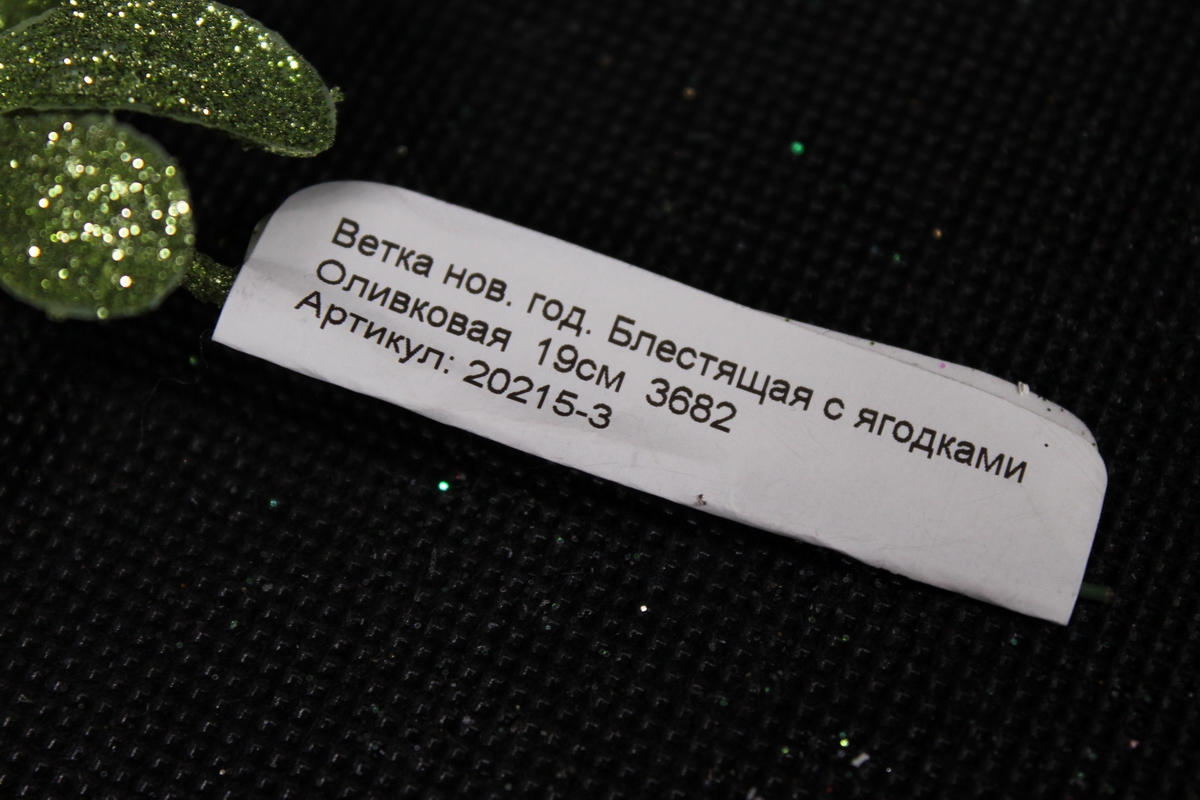 Ветка нов. год. Блестящая с ягодками
Оливковая 19см 3682
Артикул: 20215-3